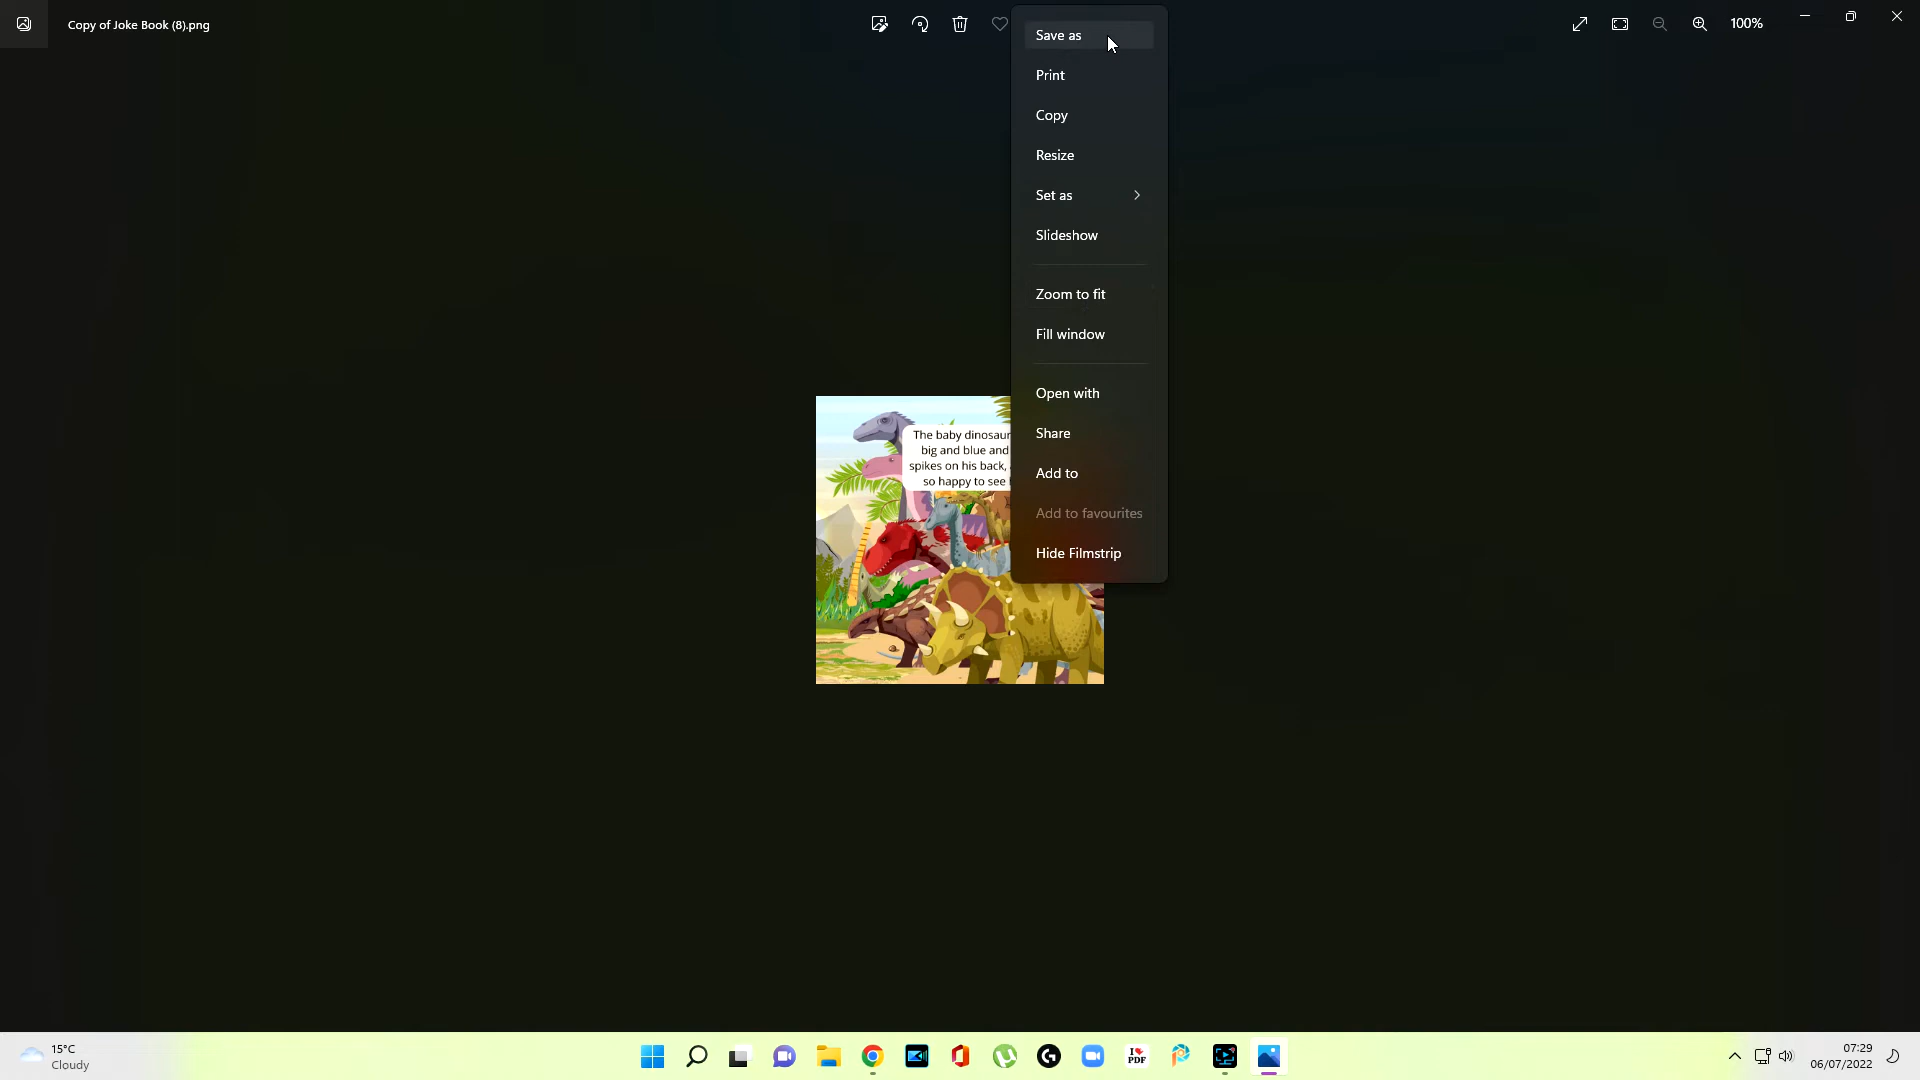 Copy of Joke Book (8).png
100%
Save as
Print
Copy
Resize
Set as
Slideshow
Zoom to fit
Fill window
Open with
Share
Add to
Add to favourites
Hide Filmstrip
The baby dinosaur
big and blue and
spikes on his back,
so happy to see
15°C
Cloudy
I PDF
07:29
06/07/2022